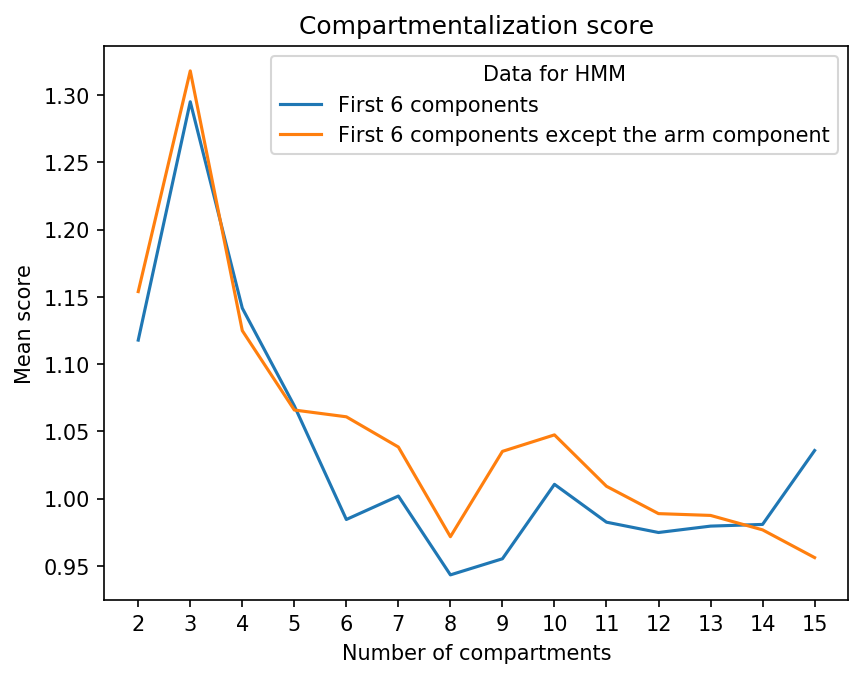 Compartmentalization score
Data for HMM
First 6 components
First 6 components except the arm component
Mean score
1.30
1.25
1.20
1.15
1.10
1.05
1.00
0.95
2 3 4 5 6 7 8 9 10 11 12 13 14 15
Number of compartments